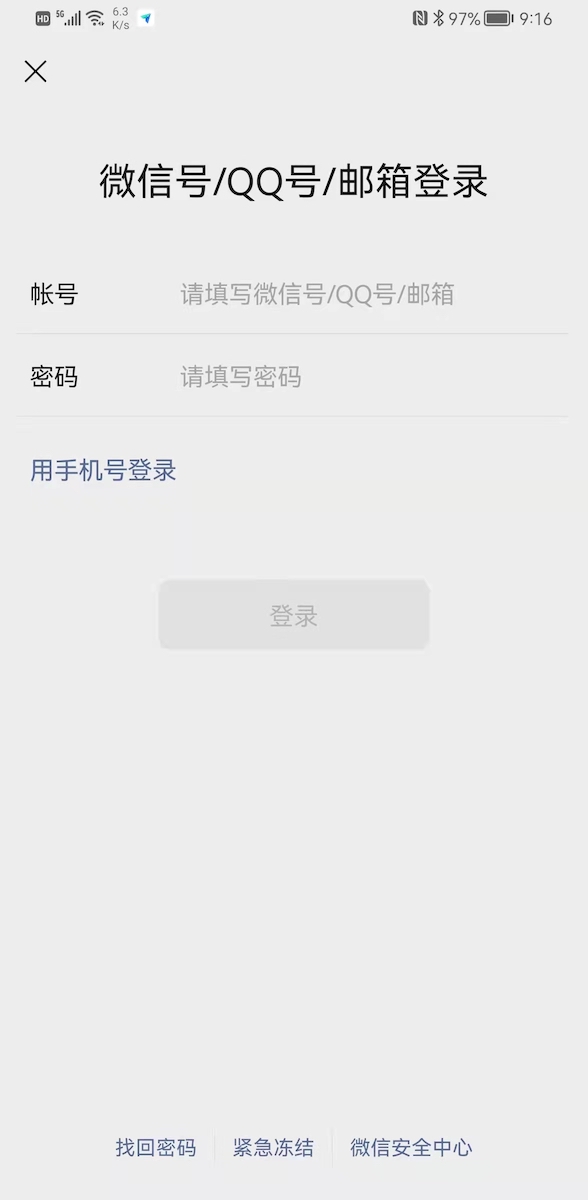 HD 5G 6.3 K/s 97% 9:16
微信号/QQ号/邮箱登录
帐号 请填写微信号/QQ号/邮箱
密码 请填写密码
用手机号登录
登录
找回密码 紧急冻结 微信安全中心